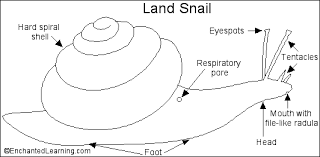 Land Snail
Hard spiral
shell
Eyespots
Tentacles
Respiratory
pore
Mouth with
file-like radula
Head
Foot
©EnchantedLearning.com